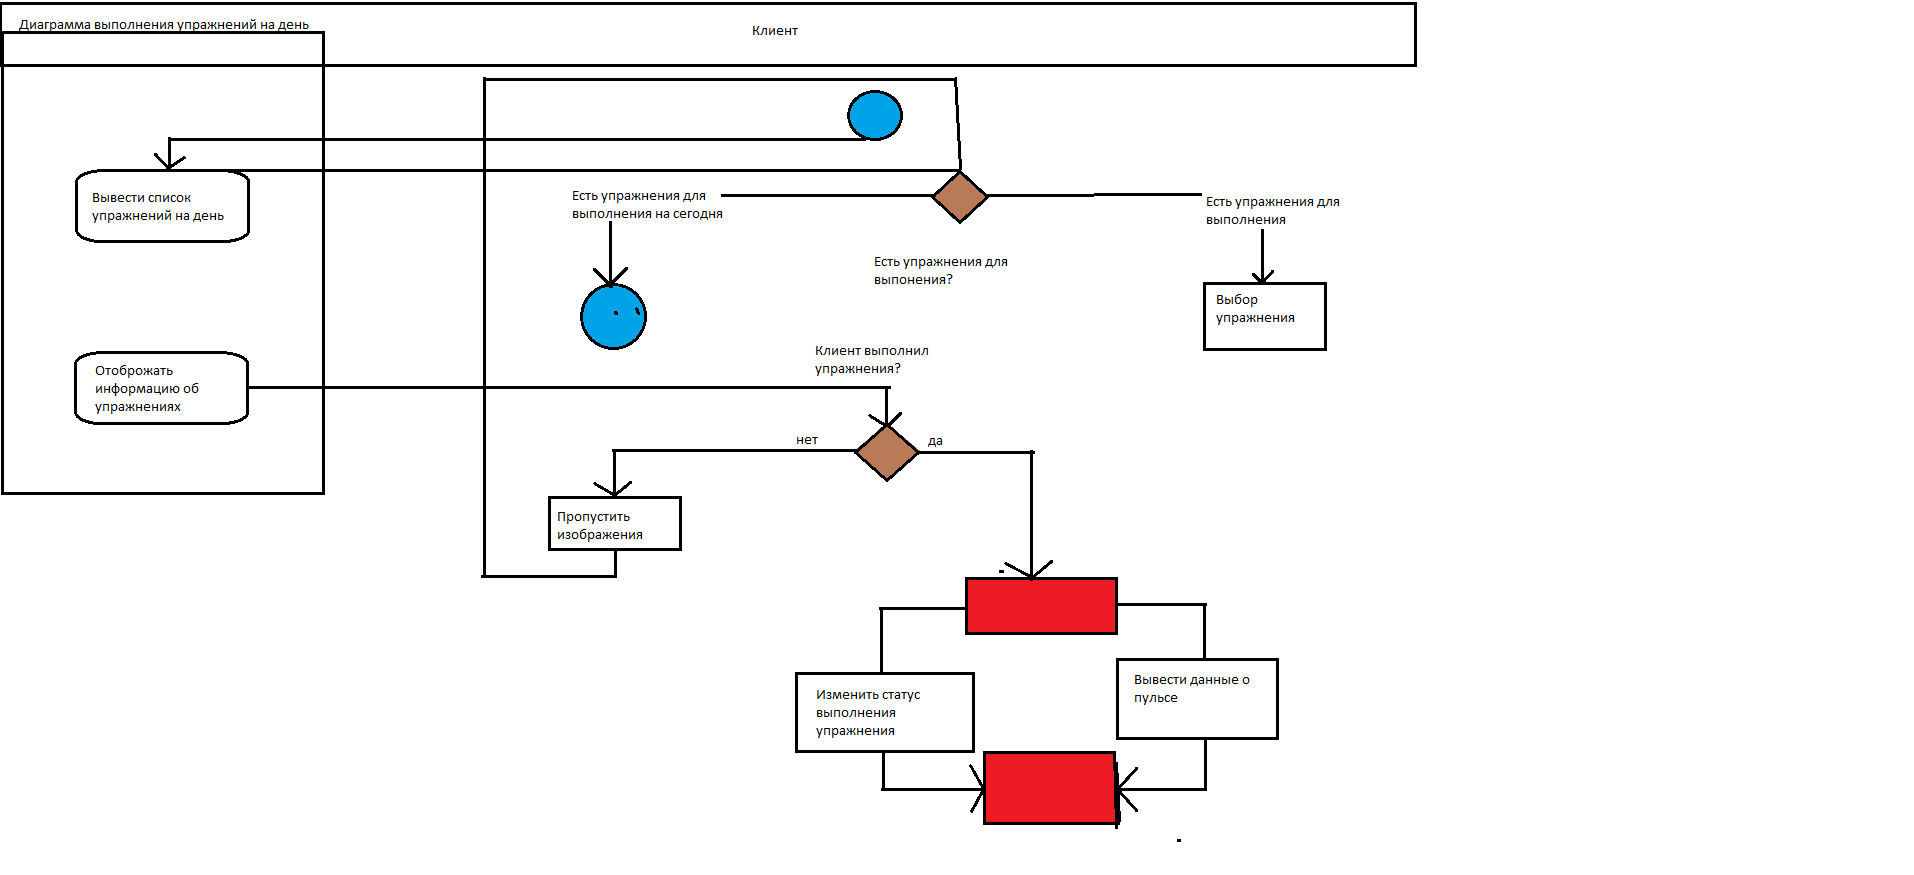 Диаграмма выполнения упражнений на день
Клиент
Вывести список
упражнений на день
Есть упражнения для
выполнения на сегодня
Есть упражнения для
выполнения
Есть упражнения для
выпонения?
Выбор
упражнения
Клиент выполнил
упражнения?
Отоброжать
информацию об
упражнениях
нет
да
Пропустить
изображения
Изменить статус
выполнения
упражнения
Вывести данные о
пульсе